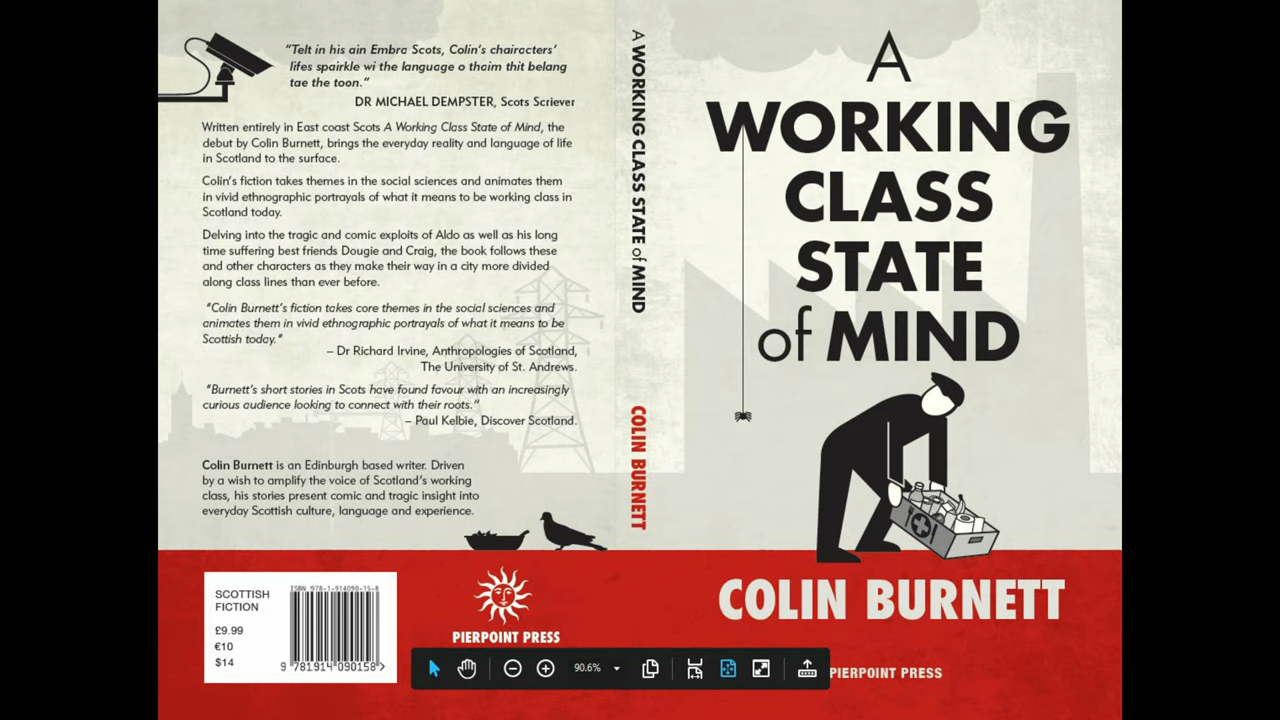 “Telt in his ain Embra Scots, Colin’s chairacters’
lifes spairkle wi the language o thaim thit belang
tae the toon.”
DR MICHAEL DEMPSTER, Scots Scriever
Written entirely in East coast Scots A Working Class State of Mind, the
debut by Colin Burnett, brings the everyday reality and language of life
in Scotland to the surface.
Colin’s fiction takes themes in the social sciences and animates them
in vivid ethnographic portrayals of what it means to be working class in
Scotland today.
Delving into the tragic and comic exploits of Aldo as well as his long
time suffering best friends Dougie and Craig, the book follows these
and other characters as they make their way in a city more divided
along class lines than ever before.
“Colin Burnett’s fiction takes core themes in the social sciences and
animates them in vivid ethnographic portrayals of what it means to be
Scottish today.”
– Dr Richard Irvine, Anthropologies of Scotland,
The University of St. Andrews.
“Burnett’s short stories in Scots have found favour with an increasingly
curious audience looking to connect with their roots.”
– Paul Kelbie, Discover Scotland.
Colin Burnett is an Edinburgh based writer. Driven
by a wish to amplify the voice of Scotland’s working
class, his stories present comic and tragic insight into
everyday Scottish culture, language and experience.
SCOTTISH
FICTION
£9.99
€10
$14
ISBN 978-1-914090-15-8
9 781914 090158>
PIERPOINT PRESS
A WORKING CLASS STATE of MIND
COLIN BURNETT
A
WORKING
CLASS
STATE
of MIND
COLIN BURNETT
PIERPOINT PRESS
90.6%